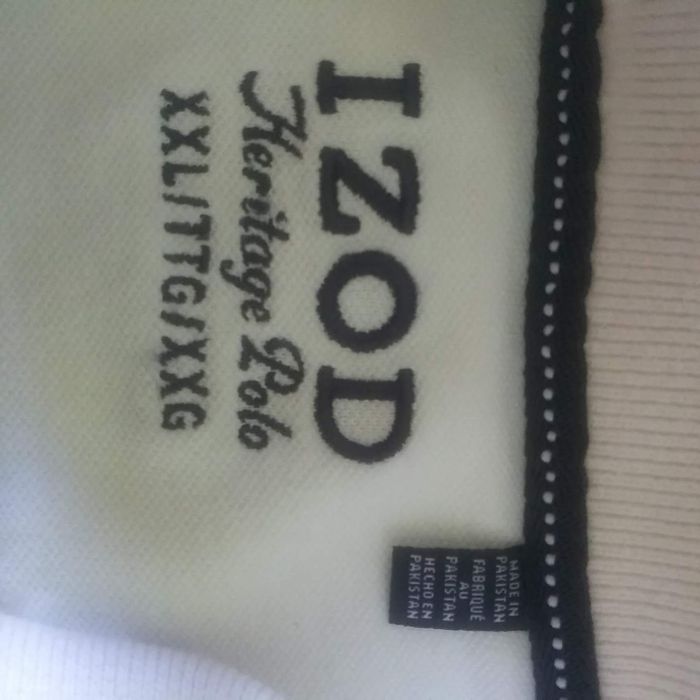 IZOD
Heritage Polo
XXL/TTG/XXG
MADE IN
PAKISTAN
FABRIQUÉ
AU
PAKISTAN
HECHO EN
PAKISTAN